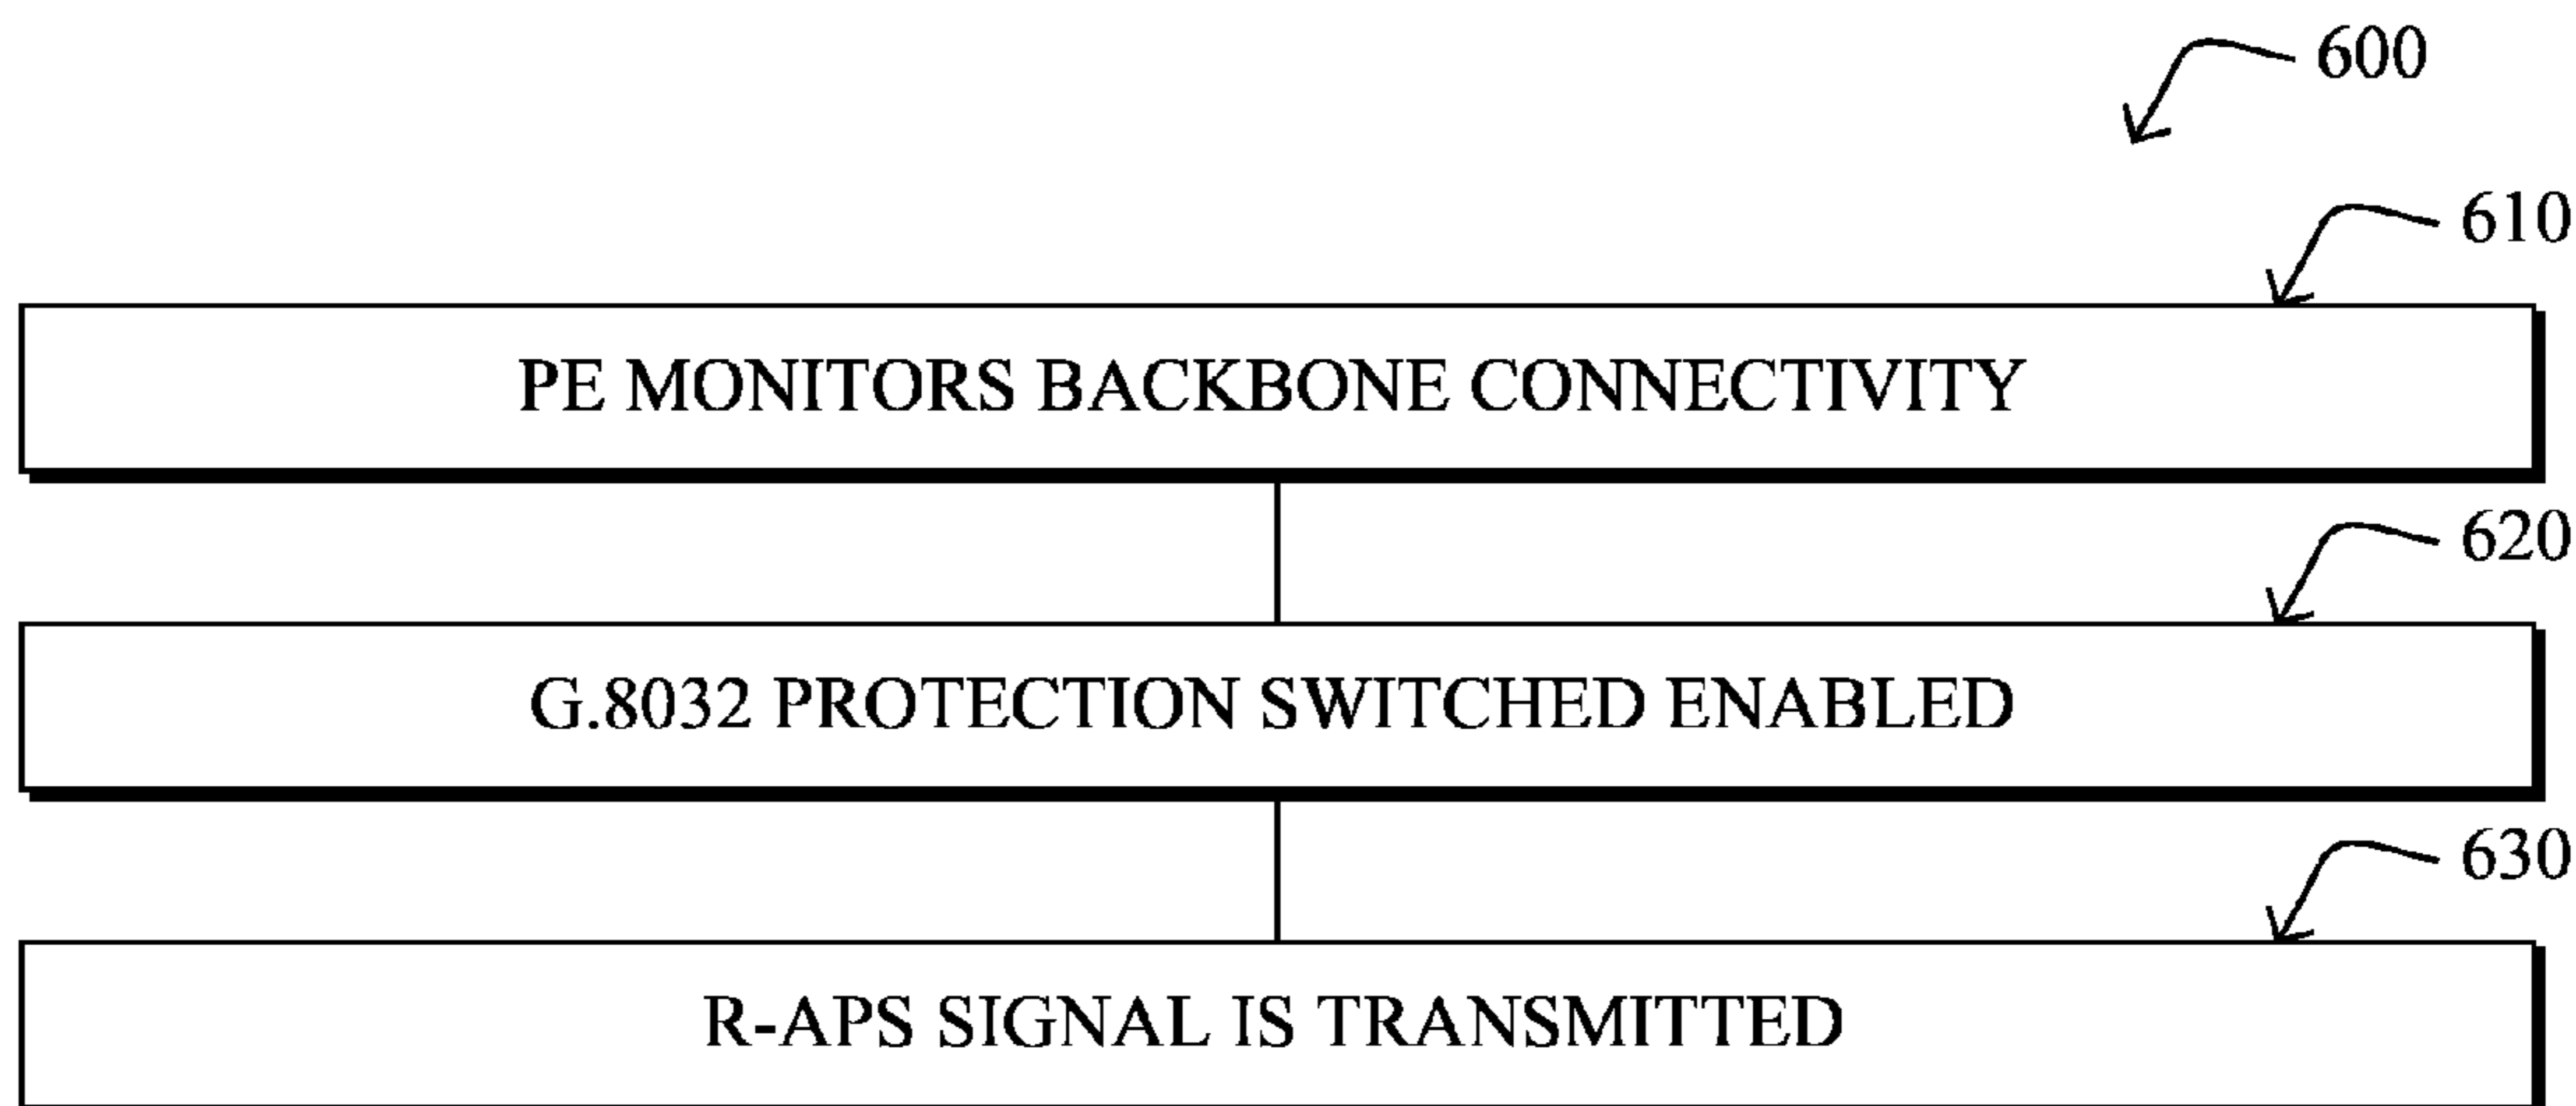 600
610
PE MONITORS BACKBONE CONNECTIVITY
620
G.8032 PROTECTION SWITCHED ENABLED
630
R-APS SIGNAL IS TRANSMITTED